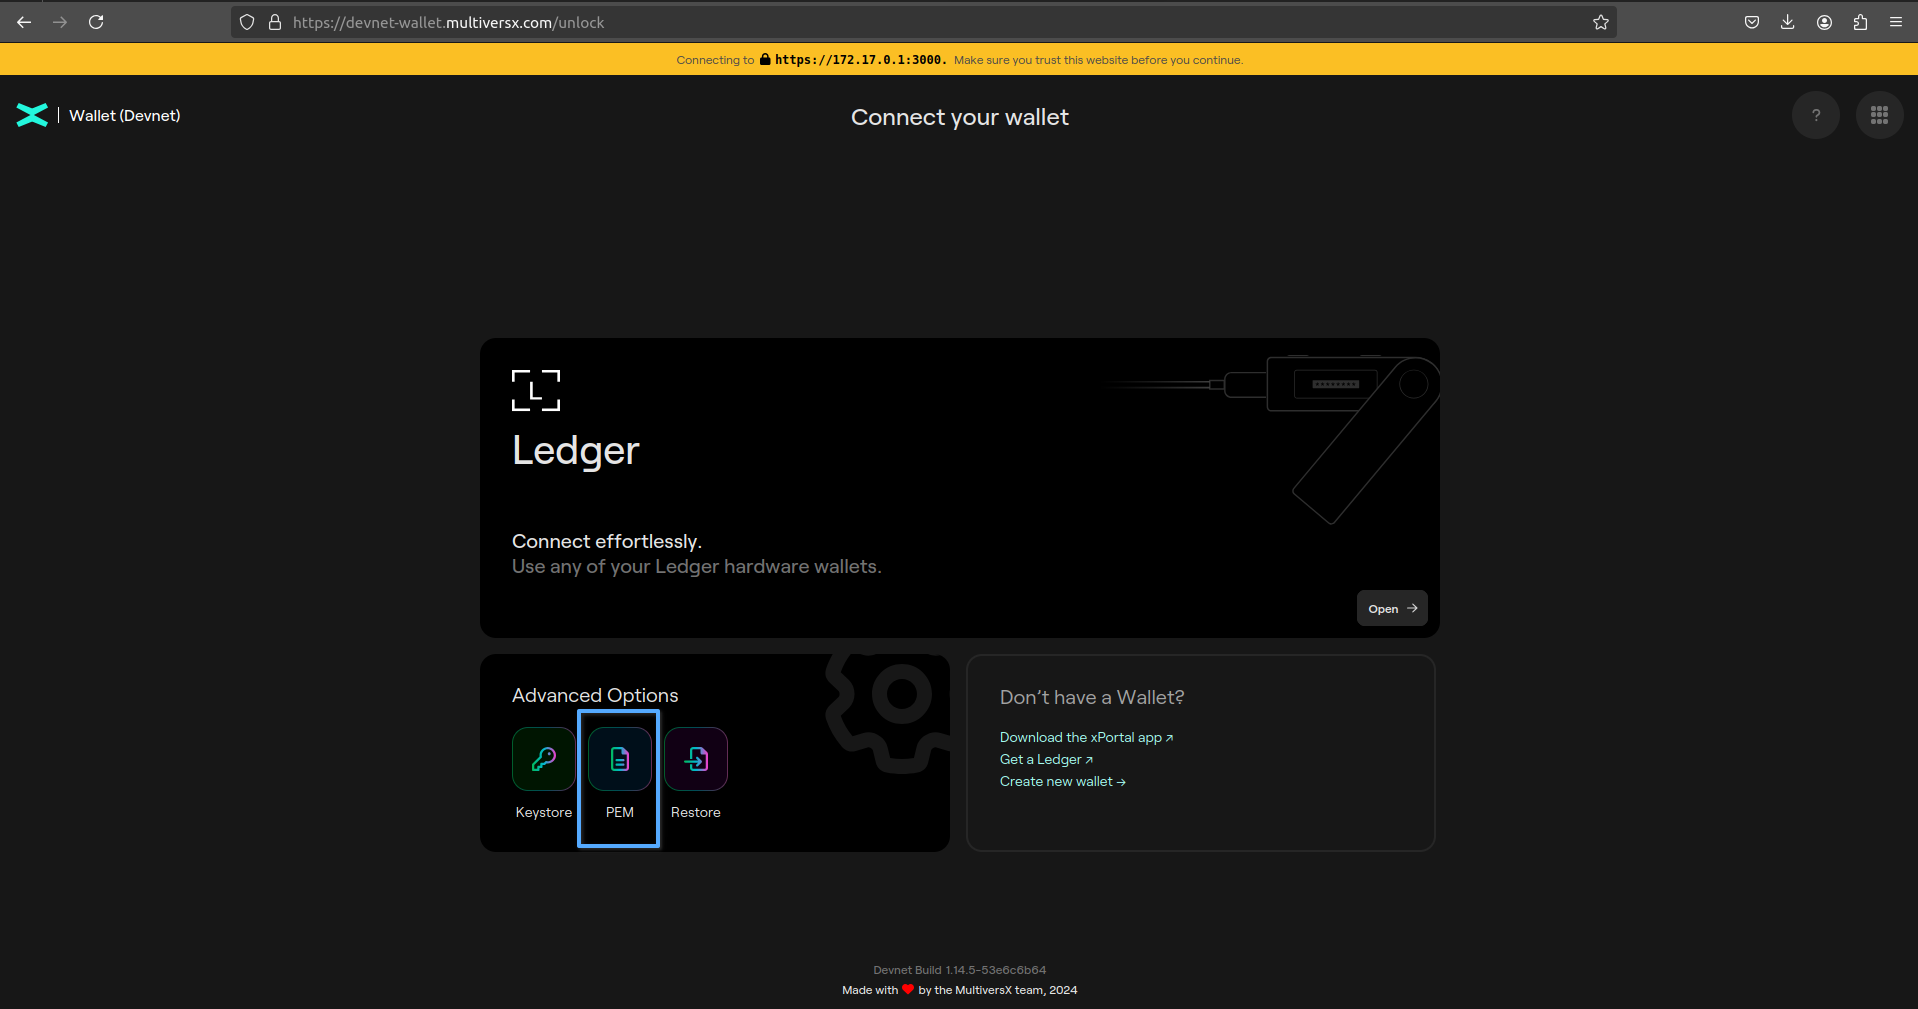 https://devnet-wallet.multiversx.com/unlock
Connecting to https://172.17.0.1:3000. Make sure you trust this website before you continue.
Wallet (Devnet)
Connect your wallet
?
L
Ledger
Connect effortlessly.
Use any of your Ledger hardware wallets.
Open →
Advanced Options
Keystore
PEM
Restore
Don't have a Wallet?
Download the xPortal app ↗
Get a Ledger ↗
Create new wallet →
Devnet Build 1.14.5-53e6c6b64
Made with ❤ by the MultiversX team, 2024